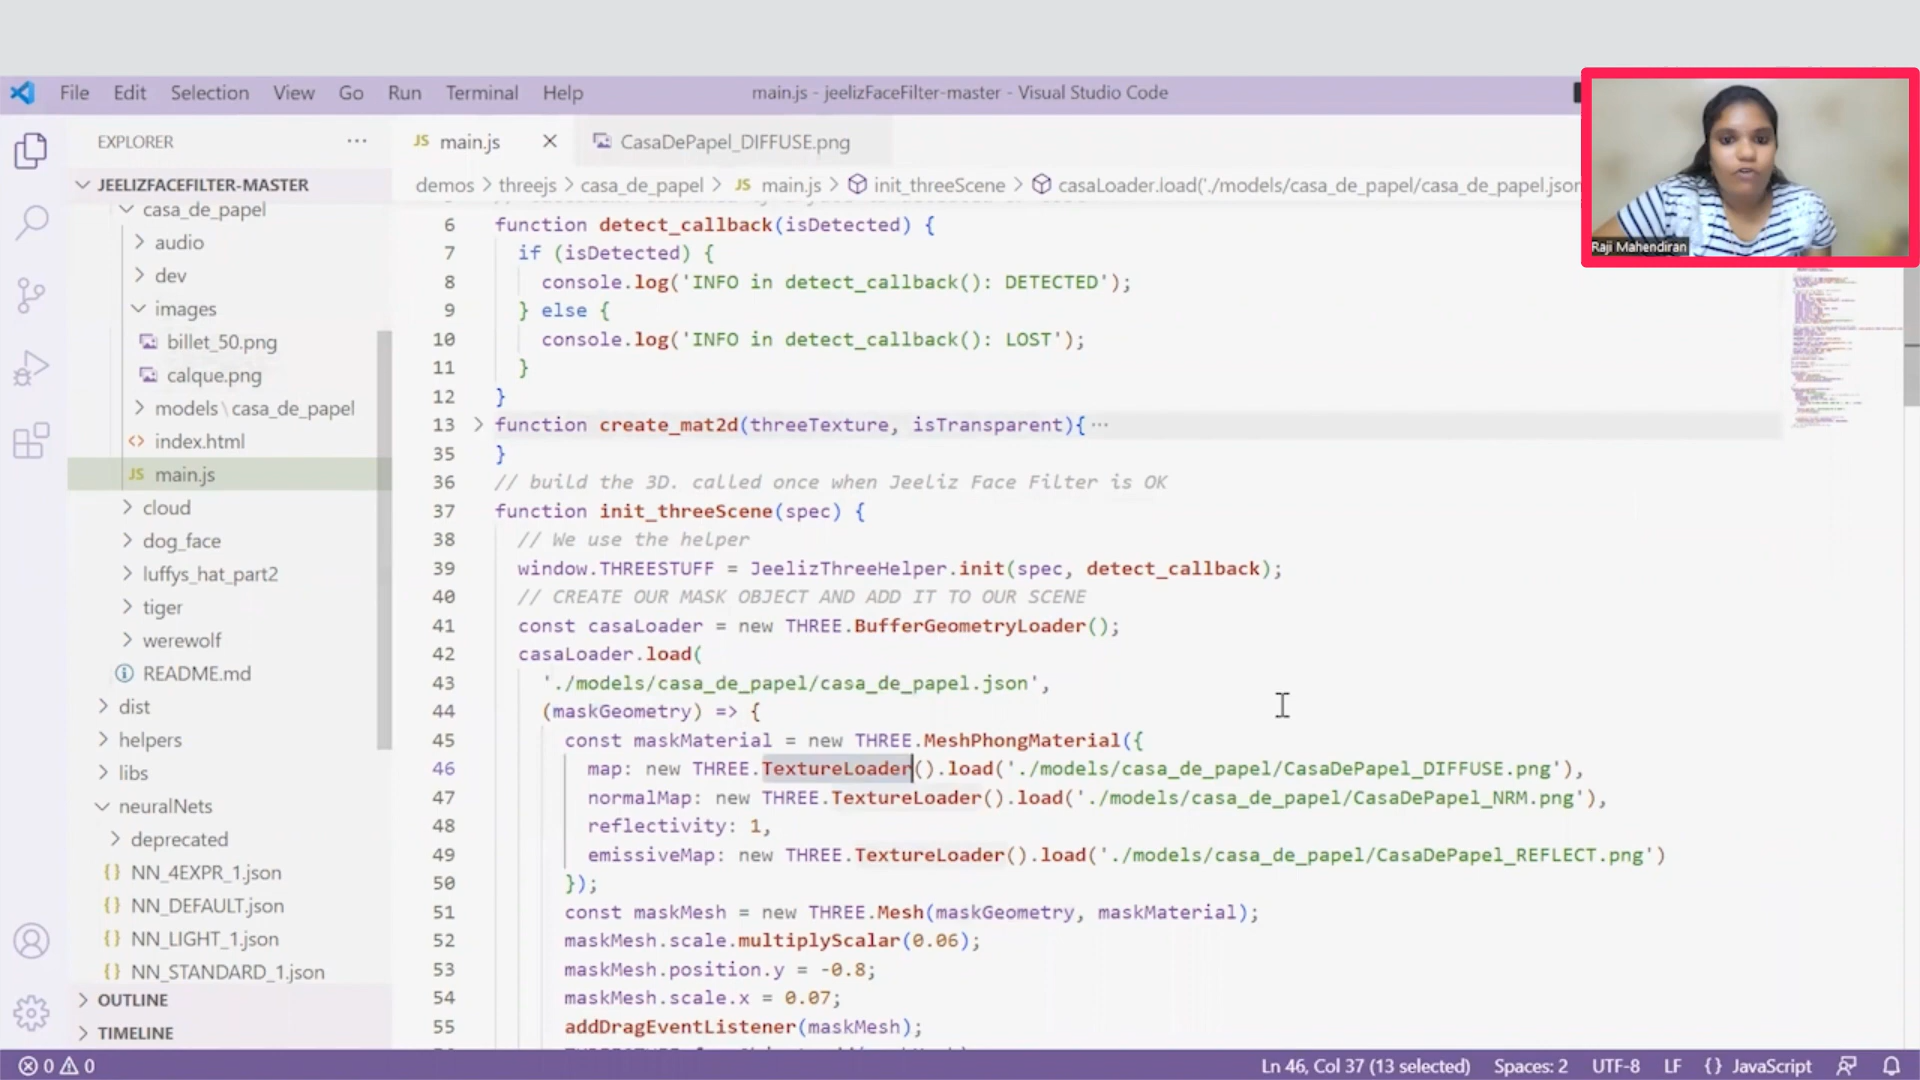 File Edit Selection View Go Run Terminal Help
main.js - jeelizFaceFilter-master - Visual Studio Code
EXPLORER
JS main.js
CasaDePapel_DIFFUSE.png
demos > threejs > casa_de_papel > JS main.js > init_threeScene > casaLoader.load('./models/casa_de_papel/casa_de_papel.json
Raji Mahendiran
JEELIZFACEFILTER-MASTER
casa_de_papel
audio
dev
images
billet_50.png
calque.png
models\casa_de_papel
index.html
JS main.js
cloud
dog_face
luffys_hat_part2
tiger
werewolf
README.md
dist
helpers
libs
neuralNets
deprecated
{} NN_4EXPR_1.json
{} NN_DEFAULT.json
{} NN_LIGHT_1.json
{} NN_STANDARD_1.json
OUTLINE
TIMELINE
6 function detect_callback(isDetected) {
7 if (isDetected) {
8 console.log('INFO in detect_callback(): DETECTED');
9 } else {
10 console.log('INFO in detect_callback(): LOST');
11 }
12 }
13 function create_mat2d(threeTexture, isTransparent){ ...
35 }
36 // build the 3D. called once when Jeeliz Face Filter is OK
37 function init_threeScene(spec) {
38 // We use the helper
39 window.THREESTUFF = JeelizThreeHelper.init(spec, detect_callback);
40 // CREATE OUR MASK OBJECT AND ADD IT TO OUR SCENE
41 const casaLoader = new THREE.BufferGeometryLoader();
42 casaLoader.load(
43 './models/casa_de_papel/casa_de_papel.json',
44 (maskGeometry) => {
45 const maskMaterial = new THREE.MeshPhongMaterial({
46 map: new THREE.TextureLoader().load('./models/casa_de_papel/CasaDePapel_DIFFUSE.png'),
47 normalMap: new THREE.TextureLoader().load('./models/casa_de_papel/CasaDePapel_NRM.png'),
48 reflectivity: 1,
49 emissiveMap: new THREE.TextureLoader().load('./models/casa_de_papel/CasaDePapel_REFLECT.png')
50 });
51 const maskMesh = new THREE.Mesh(maskGeometry, maskMaterial);
52 maskMesh.scale.multiplyScalar(0.06);
53 maskMesh.position.y = -0.8;
54 maskMesh.scale.x = 0.07;
55 addDragEventListener(maskMesh);
0 0
Ln 46, Col 37 (13 selected) Spaces: 2 UTF-8 LF {} JavaScript